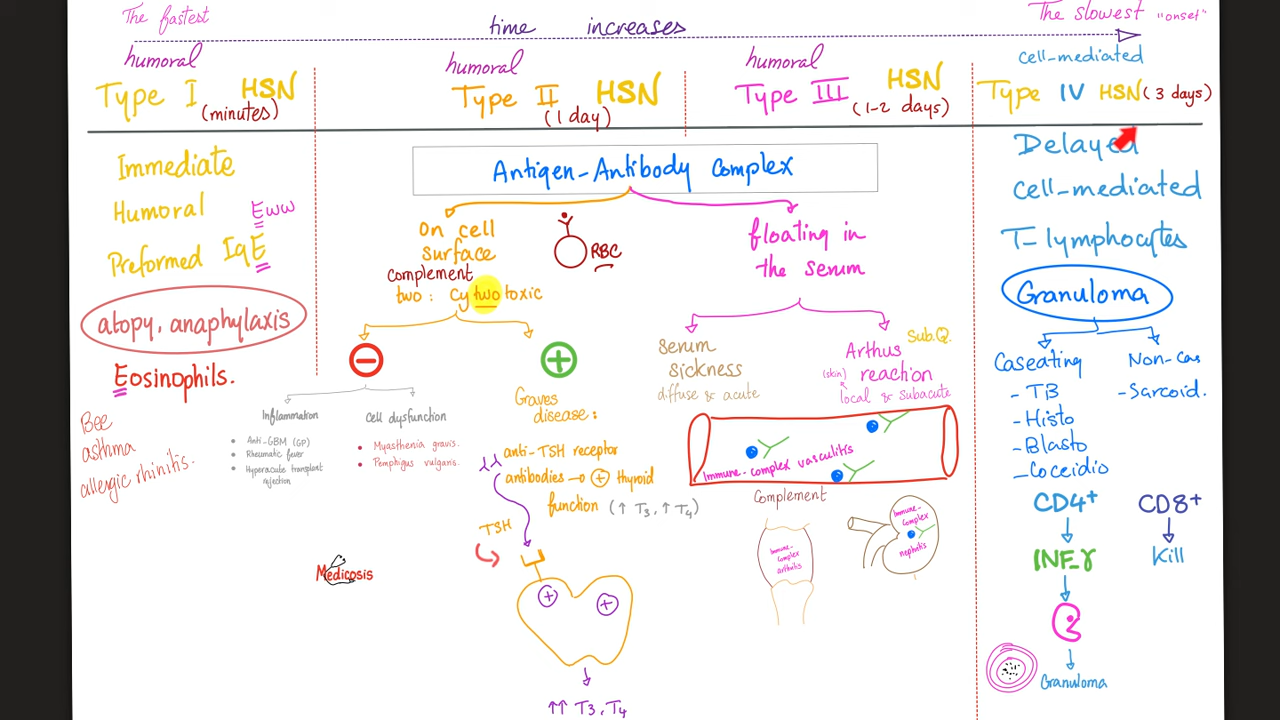 The fastest
time increases
The slowest "onset"
humoral
Type I HSN
(minutes)
humoral
Type II HSN
(1 day)
humoral
Type III HSN
(1-2 days)
cell-mediated
Type IV HSN (3 days)
Immediate
Humoral
Eww
Preformed IgE
atopy, anaphylaxis
Eosinophils.
Bee
asthma
allergic rhinitis.
Antigen-Antibody Complex
On cell
surface
complement
two: cytwotoxic
RBC
Inflammation
Anti-GBM (GP)
Rheumatic fever
Hyperacute transplant
rejection
Cell dysfunction
Myasthenia gravis.
Pemphigus vulgaris.
Graves
disease:
anti-TSH receptor
antibodies → + thyroid
function (↑ T3, ↑ T4)
TSH
+ +
↑↑ T3, T4
Medicosis
floating in
the serum
serum
sickness
diffuse & acute
Sub.Q.
Arthus
(skin) reaction
local & subacute
Immune-complex vasculitis
Complement
Immune-
complex
arthritis
Immune-
complex
nephritis
Delayed
cell-mediated
T-lymphocytes
Granuloma
Caseating
- TB
- Histo
- Blasto
- Coccidio
Non-cas
- Sarcoid.
CD4+
INF-γ
Granuloma
CD8+
Kill